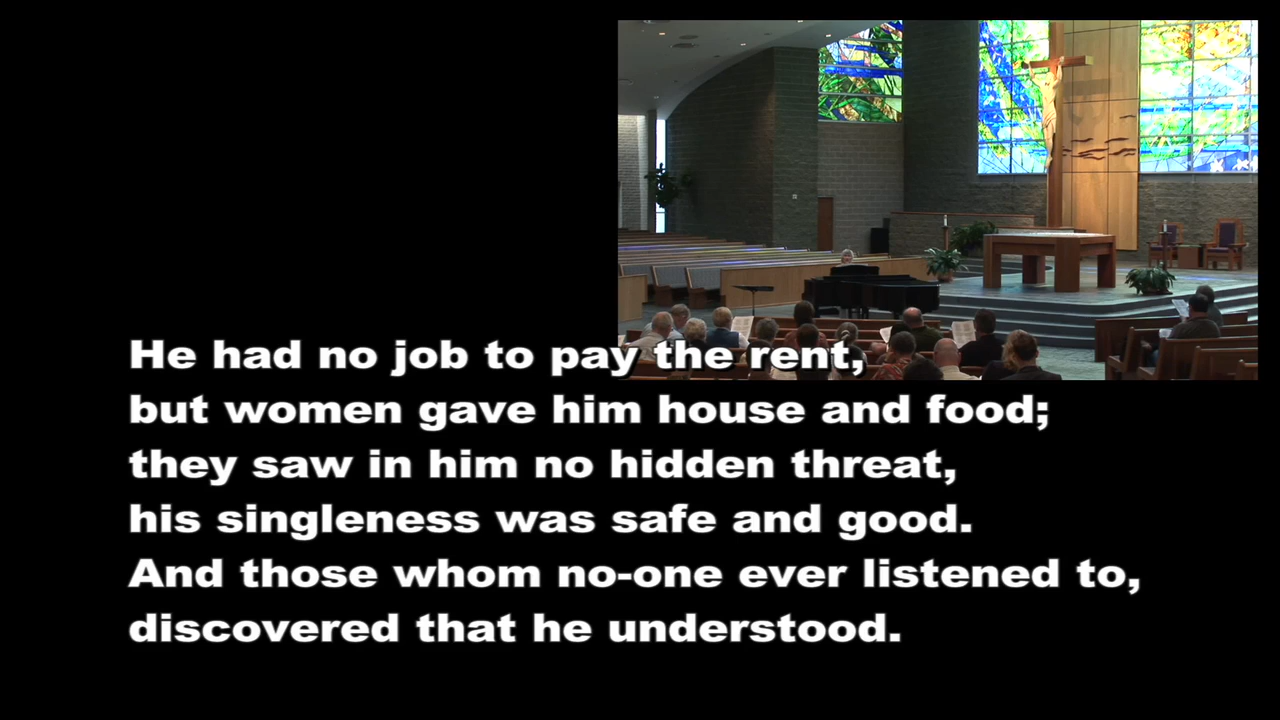 He had no job to pay the rent,
but women gave him house and food;
they saw in him no hidden threat,
his singleness was safe and good.
And those whom no-one ever listened to,
discovered that he understood.